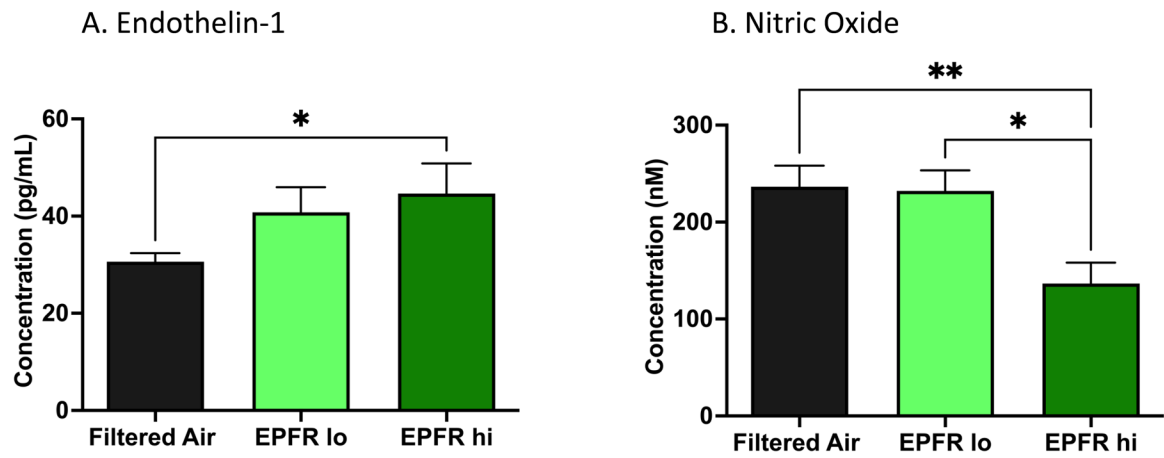 A. Endothelin-1
*
Concentration (pg/mL)
60
40
20
0
Filtered Air
EPFR lo
EPFR hi
B. Nitric Oxide
**
*
Concentration (nM)
300
200
100
0
Filtered Air
EPFR lo
EPFR hi